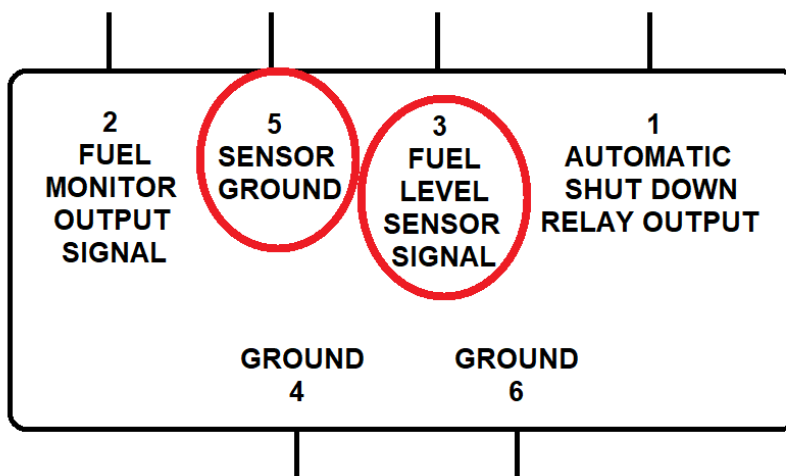 2
FUEL
MONITOR
OUTPUT
SIGNAL
5
SENSOR
GROUND
3
FUEL
LEVEL
SENSOR
SIGNAL
1
AUTOMATIC
SHUT DOWN
RELAY OUTPUT
GROUND
4
GROUND
6